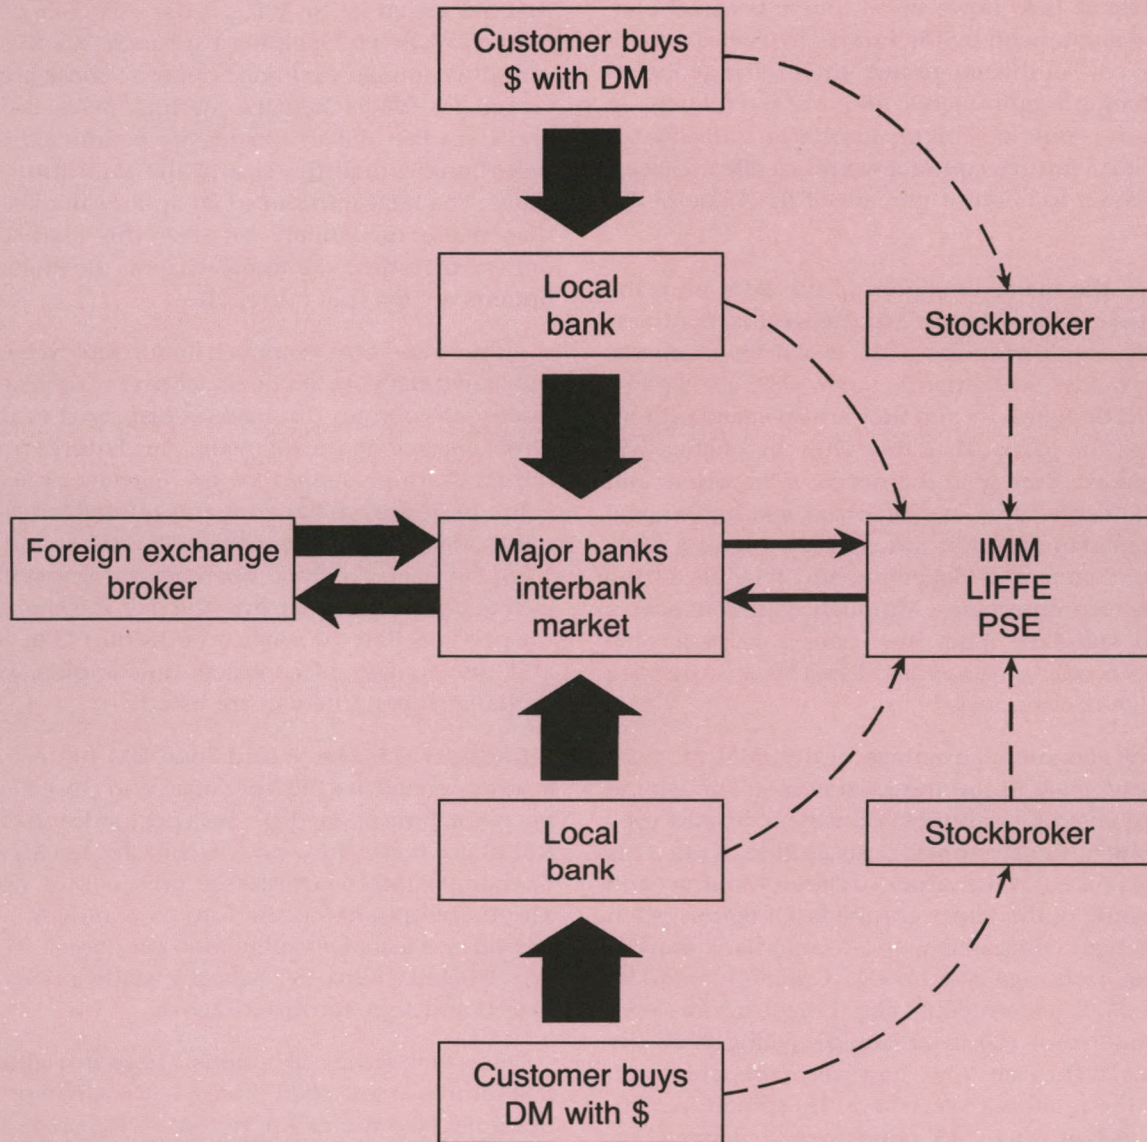 Customer buys
$ with DM
Local
bank
Stockbroker
Foreign exchange
broker
Major banks
interbank
market
IMM
LIFFE
PSE
Local
bank
Stockbroker
Customer buys
DM with $